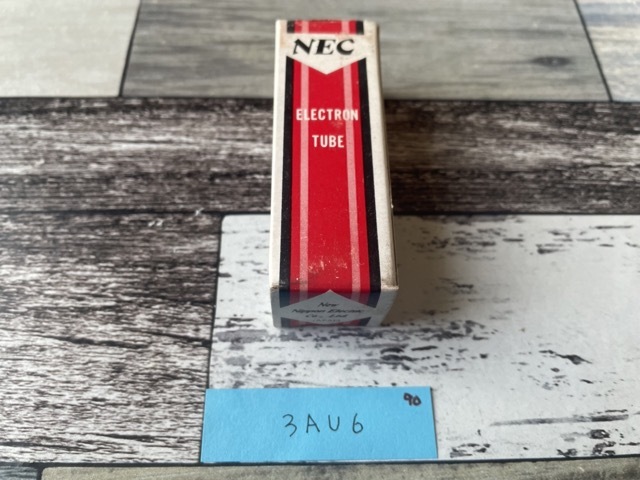 NEC
ELECTRON
TUBE
New
Nippon Electric
Co., Ltd
90
3AU6